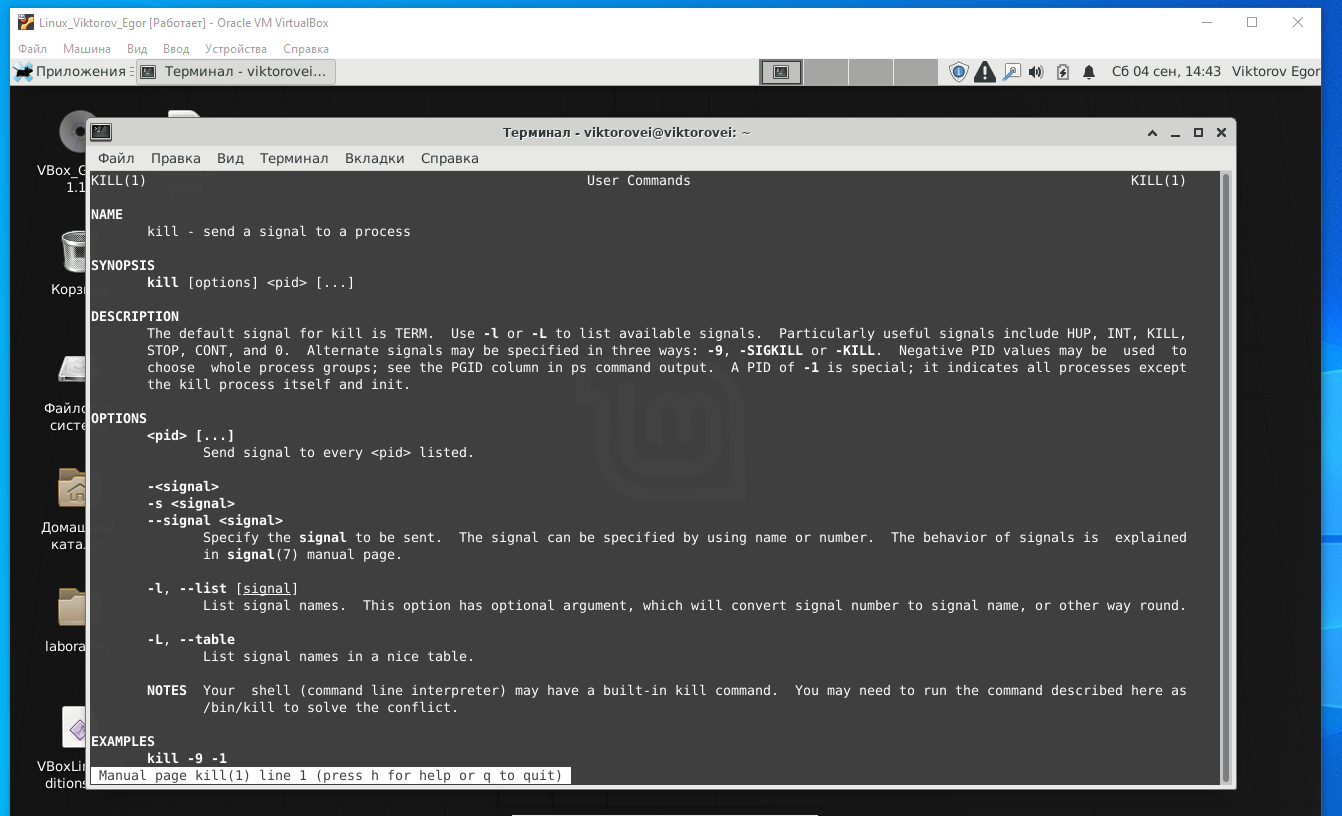 Linux_Viktorov_Egor [Работает] - Oracle VM VirtualBox
Файл Машина Вид Ввод Устройства Справка
Приложения Терминал - viktorovei... Сб 04 сен, 14:43 Viktorov Egor
Терминал - viktorovei@viktorovei: ~
Файл Правка Вид Терминал Вкладки Справка
KILL(1) User Commands KILL(1)
NAME
kill - send a signal to a process
SYNOPSIS
kill [options] <pid> [...]
DESCRIPTION
The default signal for kill is TERM. Use -l or -L to list available signals. Particularly useful signals include HUP, INT, KILL,
STOP, CONT, and 0. Alternate signals may be specified in three ways: -9, -SIGKILL or -KILL. Negative PID values may be used to
choose whole process groups; see the PGID column in ps command output. A PID of -1 is special; it indicates all processes except
the kill process itself and init.
OPTIONS
<pid> [...]
Send signal to every <pid> listed.
-<signal>
-s <signal>
--signal <signal>
Specify the signal to be sent. The signal can be specified by using name or number. The behavior of signals is explained
in signal(7) manual page.
-l, --list [signal]
List signal names. This option has optional argument, which will convert signal number to signal name, or other way round.
-L, --table
List signal names in a nice table.
NOTES Your shell (command line interpreter) may have a built-in kill command. You may need to run the command described here as
/bin/kill to solve the conflict.
EXAMPLES
kill -9 -1
Manual page kill(1) line 1 (press h for help or q to quit)
VBox_G
1.1
Корз
Файло
систе
Домаш
ката
labora
VBoxLi
ditions